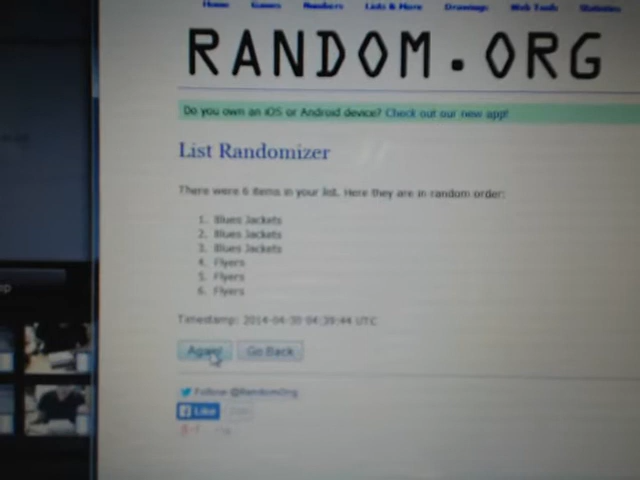 Home Games Numbers Lists & More Drawings Web Tools Statistics
RANDOM.ORG
Do you own an iOS or Android device? Check out our new app!
List Randomizer
There were 6 items in your list. Here they are in random order:
1. Blues Jackets
2. Blues Jackets
3. Blues Jackets
4. Flyers
5. Flyers
6. Flyers
Timestamp: 2014-04-30 04:39:44 UTC
Again! Go Back
Follow @RandomOrg
Like